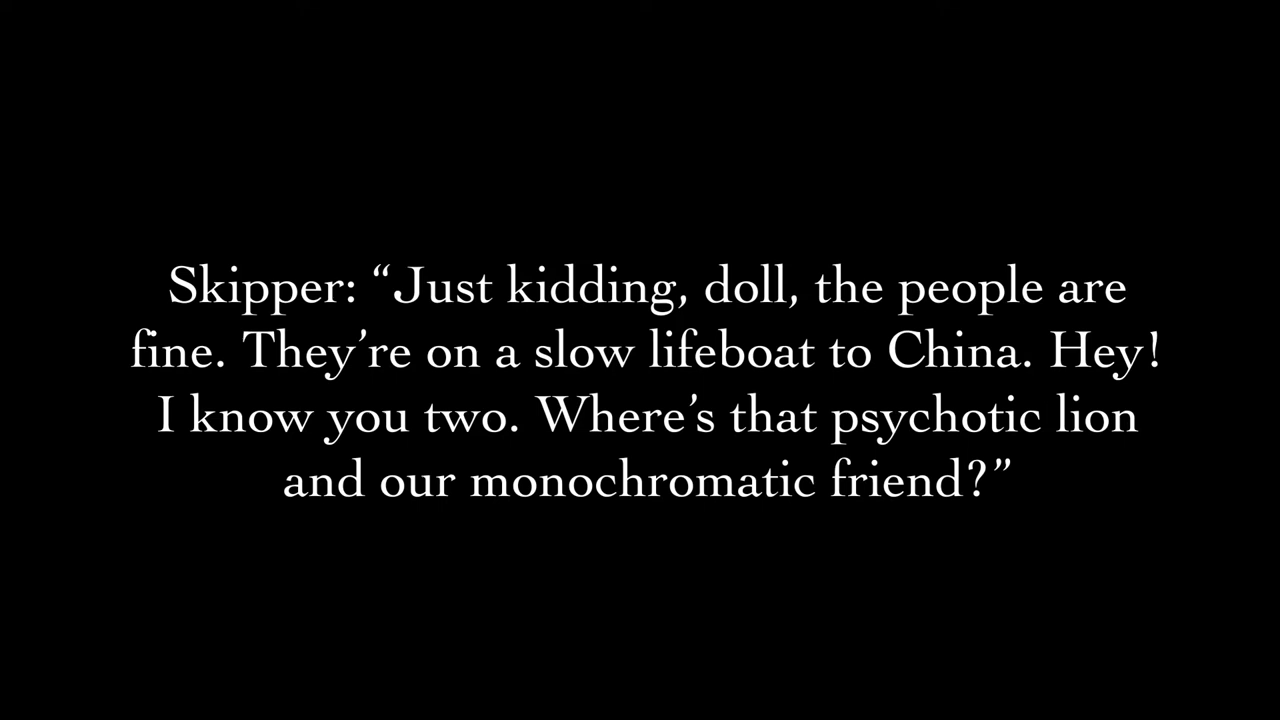 Skipper: “Just kidding, doll, the people are
fine. They’re on a slow lifeboat to China. Hey!
I know you two. Where’s that psychotic lion
and our monochromatic friend?”